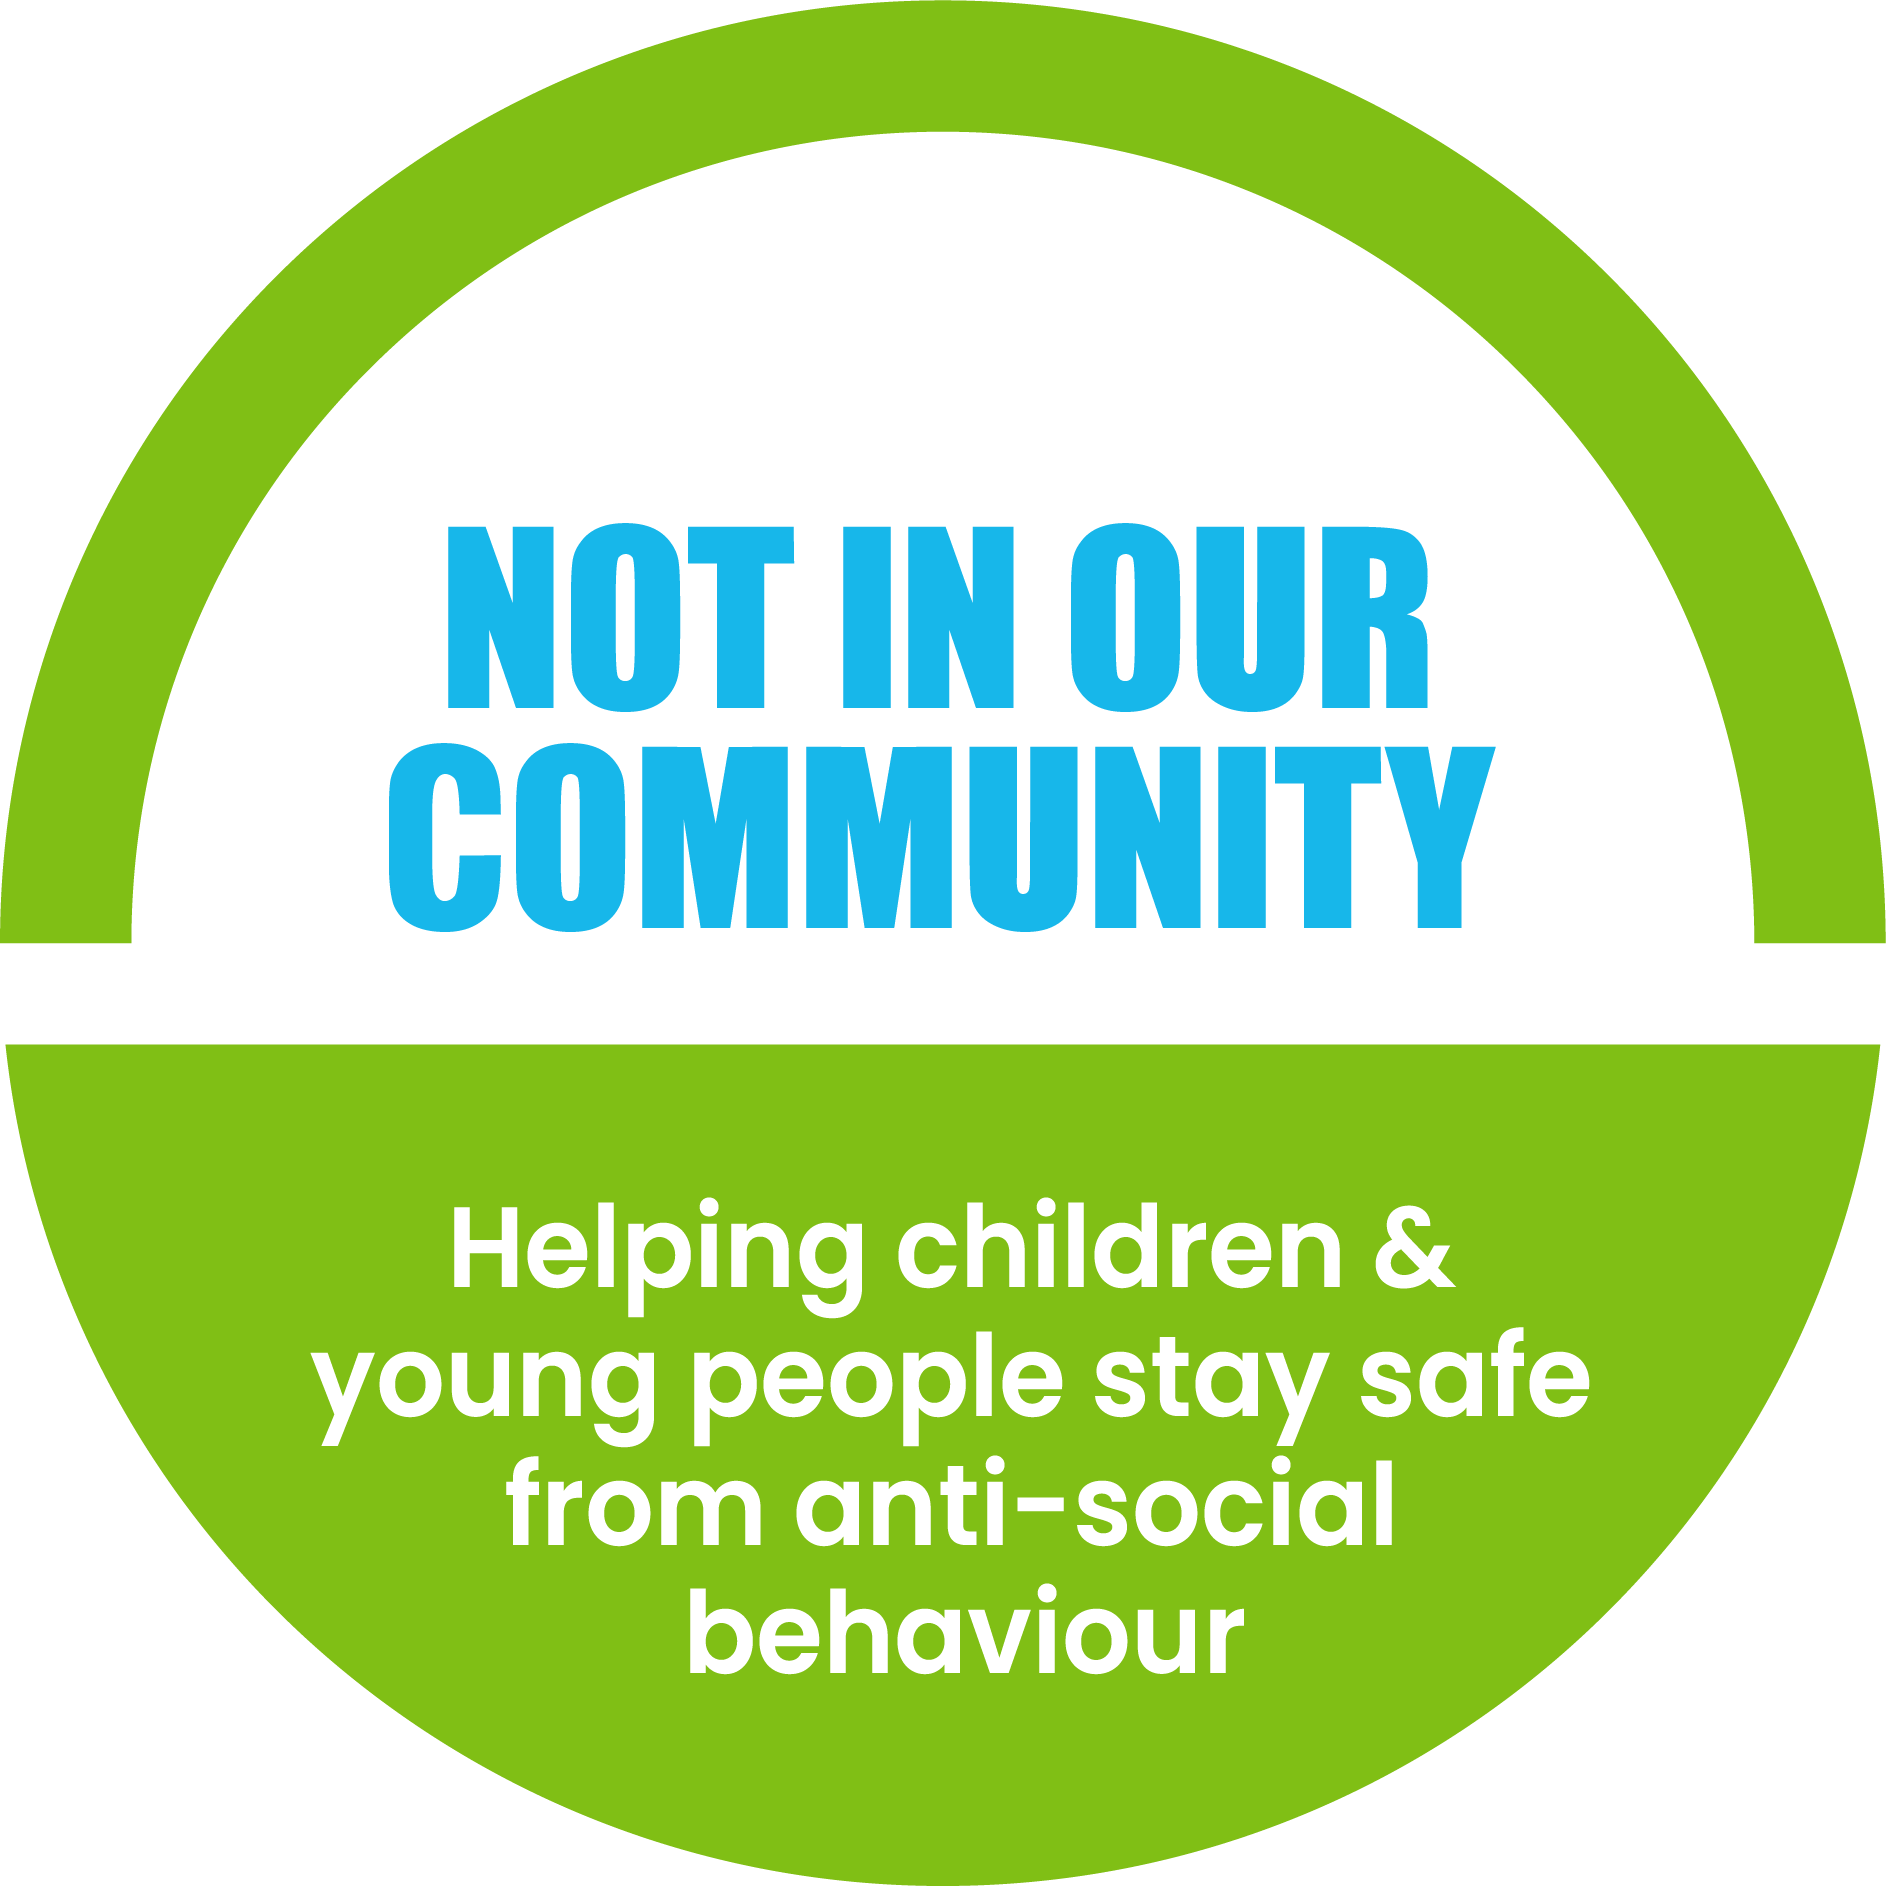 NOT IN OUR
COMMUNITY
Helping children &
young people stay safe
from anti-social
behaviour